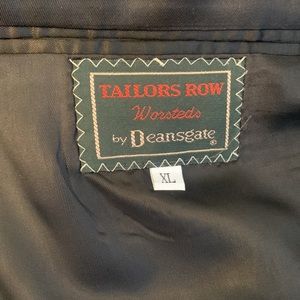 TAILORS ROW
Worsteds
by Deansgate ®
XL